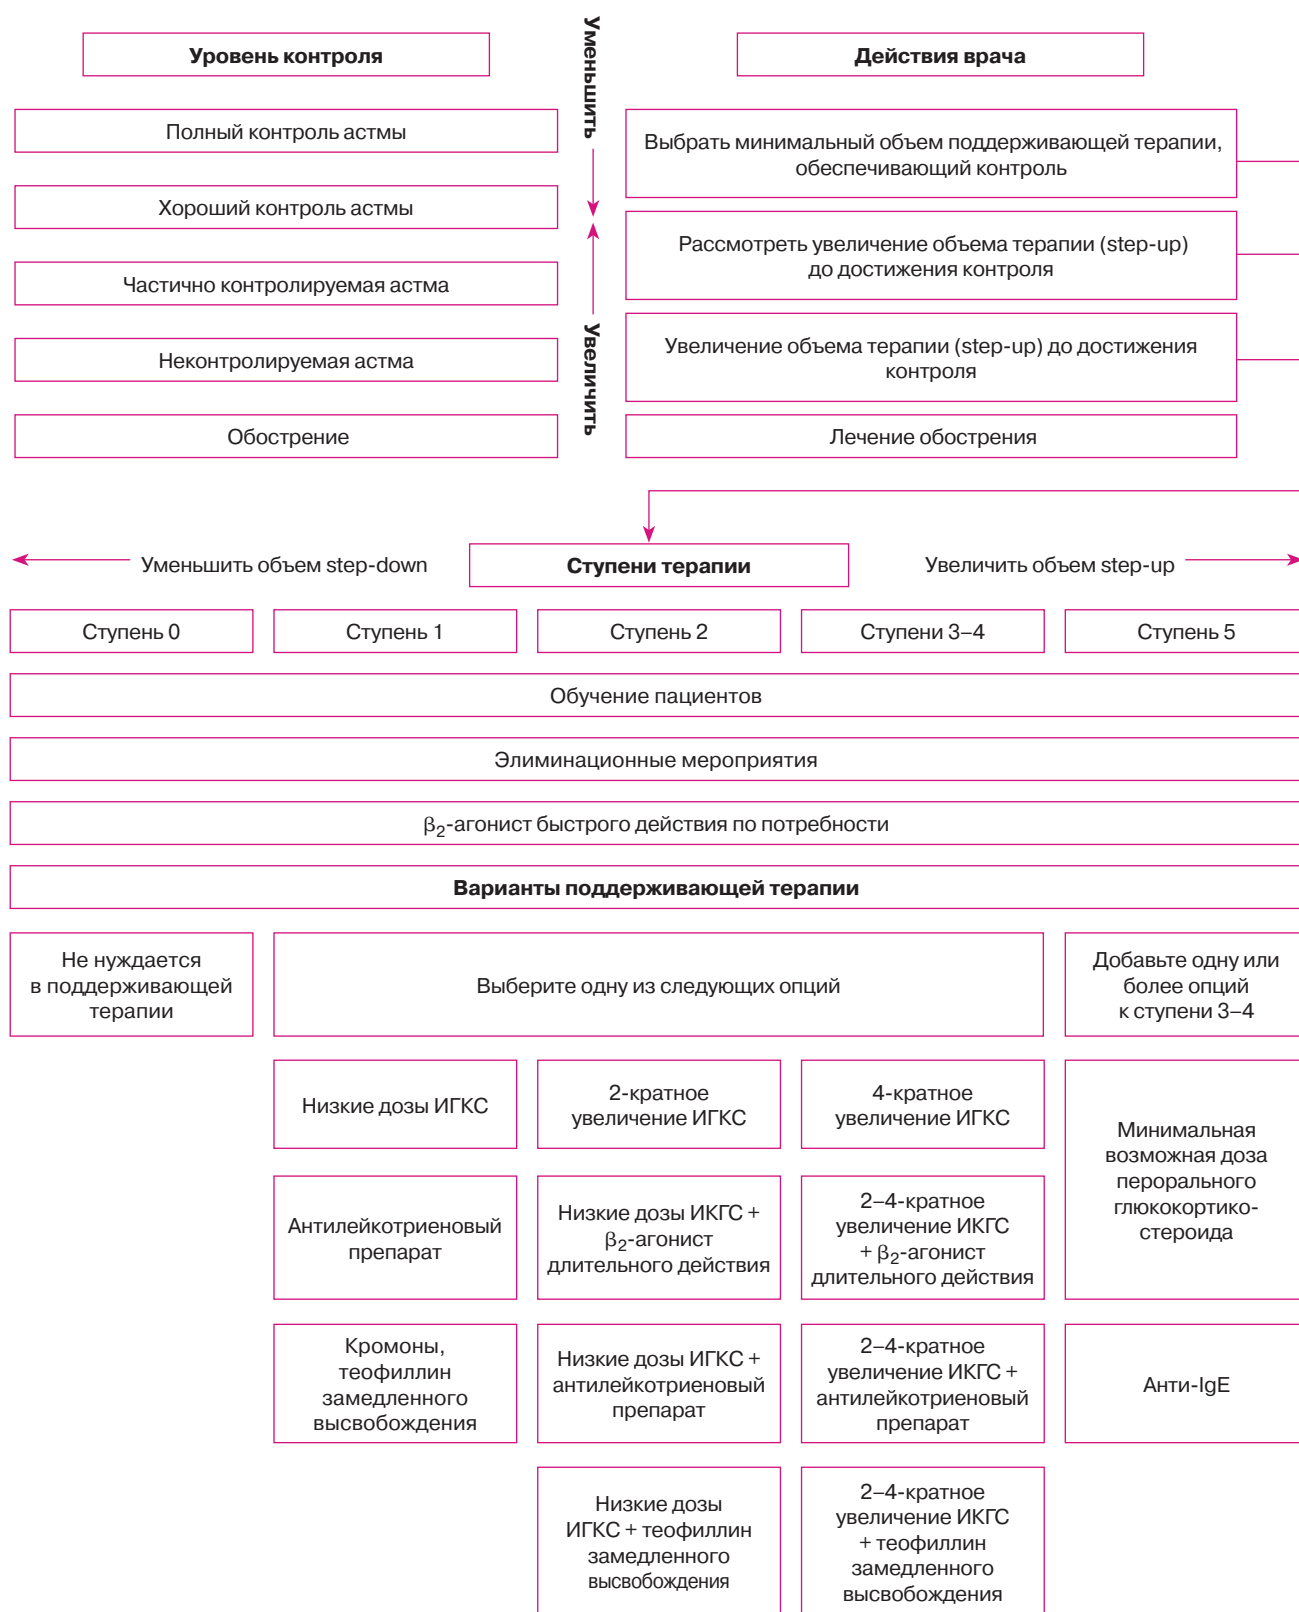 Уровень контроля
Уменьшить
Действия врача
Полный контроль астмы
Хороший контроль астмы
Частично контролируемая астма
Неконтролируемая астма
Обострение
Увеличить
Выбрать минимальный объем поддерживающей терапии,
обеспечивающий контроль
Рассмотреть увеличение объема терапии (step-up)
до достижения контроля
Увеличение объема терапии (step-up) до достижения
контроля
Лечение обострения
Уменьшить объем step-down
Ступени терапии
Увеличить объем step-up
Ступень 0
Ступень 1
Ступень 2
Ступени 3–4
Ступень 5
Обучение пациентов
Элиминационные мероприятия
β₂-агонист быстрого действия по потребности
Варианты поддерживающей терапии
Не нуждается
в поддерживающей
терапии
Выберите одну из следующих опций
Добавьте одну или
более опций
к ступени 3–4
Низкие дозы ИГКС
2-кратное
увеличение ИГКС
4-кратное
увеличение ИГКС
Минимальная
возможная доза
перорального
глюкокортико-
стероида
Антилейкотриеновый
препарат
Низкие дозы ИКГС +
β₂-агонист
длительного действия
2–4-кратное
увеличение ИКГС
+ β₂-агонист
длительного действия
Кромоны,
теофиллин
замедленного
высвобождения
Низкие дозы ИГКС +
антилейкотриеновый
препарат
2–4-кратное
увеличение ИКГС +
антилейкотриеновый
препарат
Анти-IgE
Низкие дозы
ИГКС + теофиллин
замедленного
высвобождения
2–4-кратное
увеличение ИКГС
+ теофиллин
замедленного
высвобождения